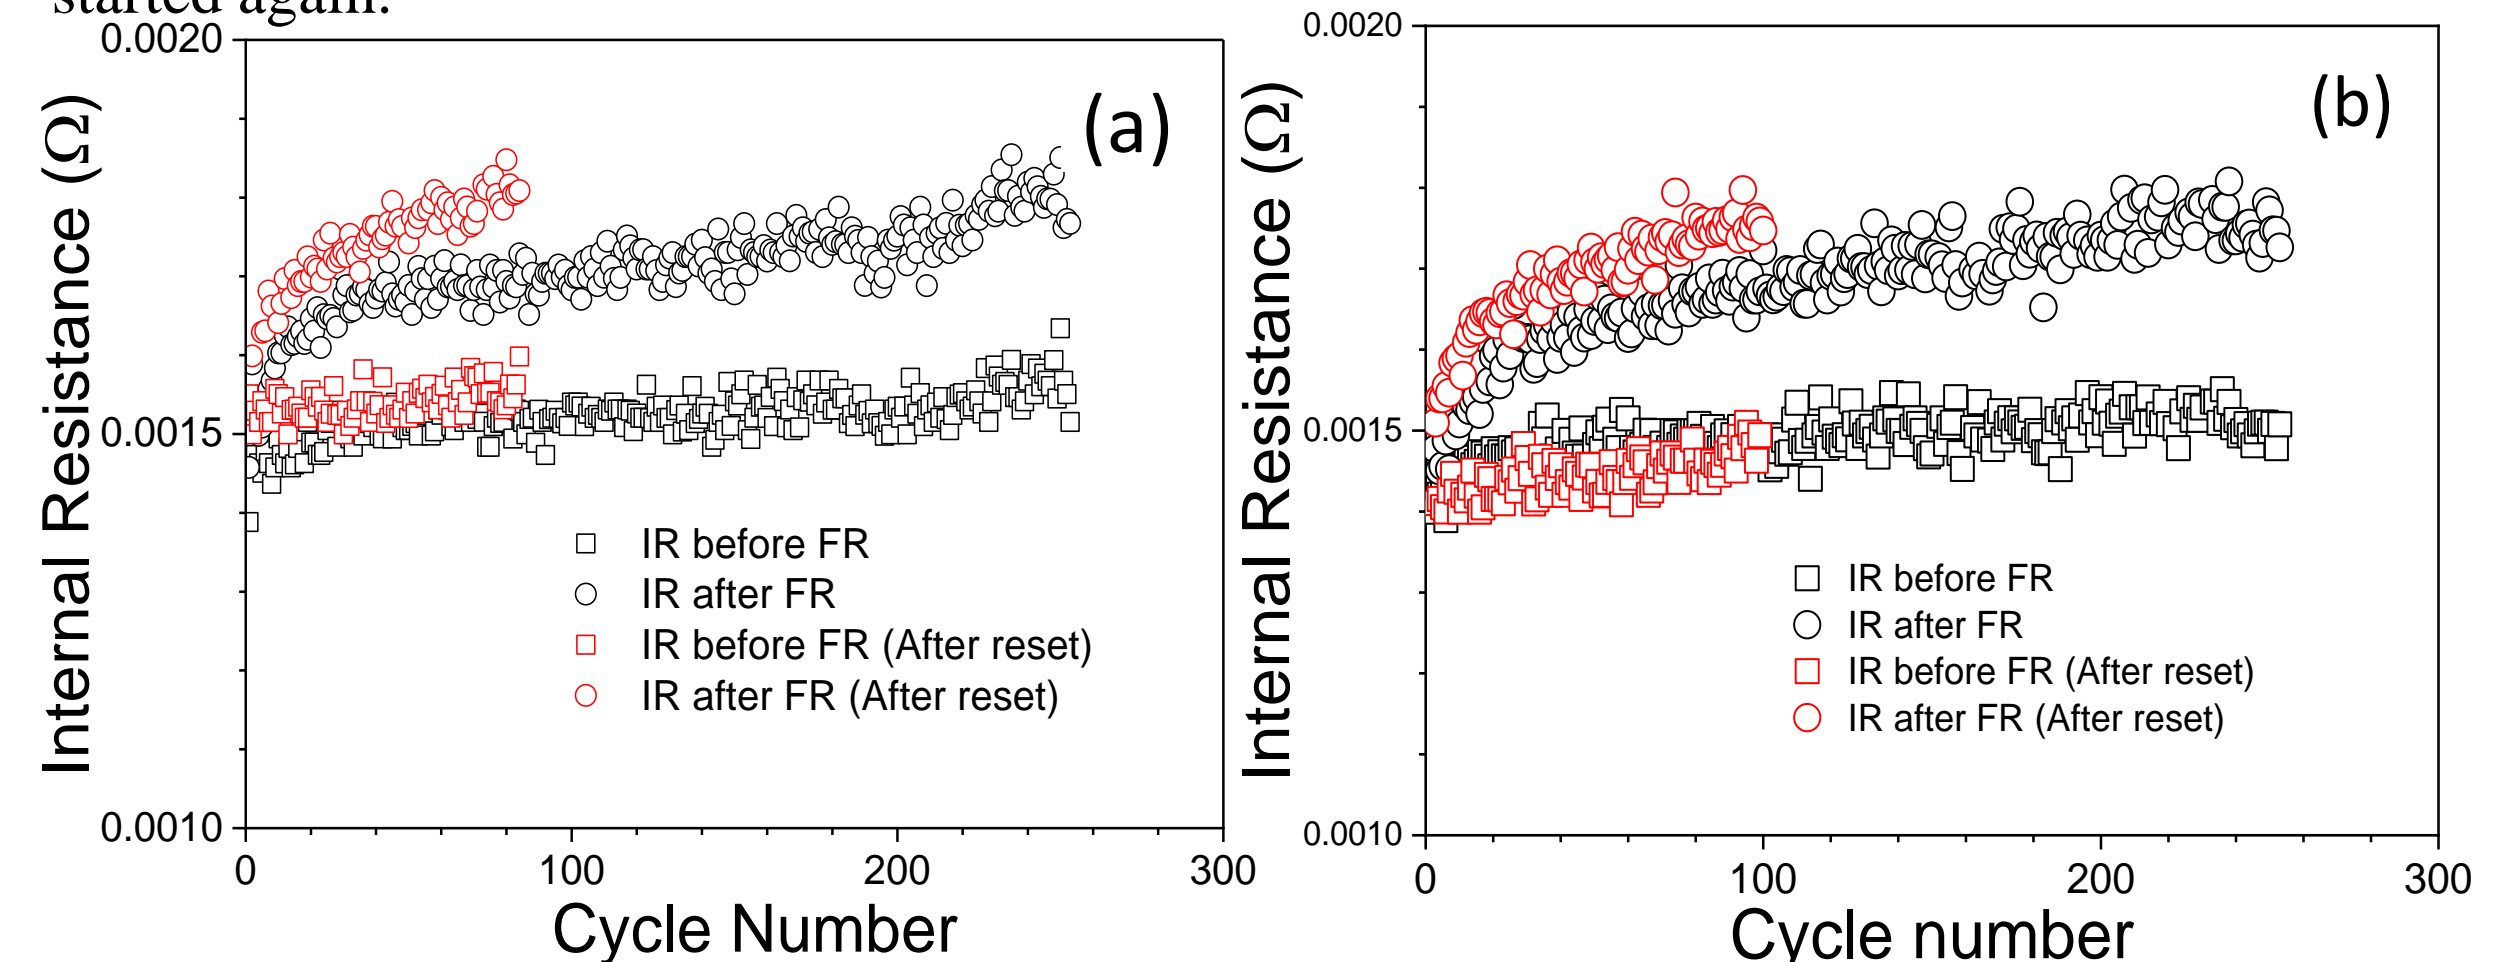 started again.
0.0020
0.0015
0.0010
0
100
200
300
Internal Resistance (Ω)
Cycle Number
(a)
IR before FR
IR after FR
IR before FR (After reset)
IR after FR (After reset)
0.0020
0.0015
0.0010
0
100
200
300
Internal Resistance (Ω)
Cycle number
(b)
IR before FR
IR after FR
IR before FR (After reset)
IR after FR (After reset)